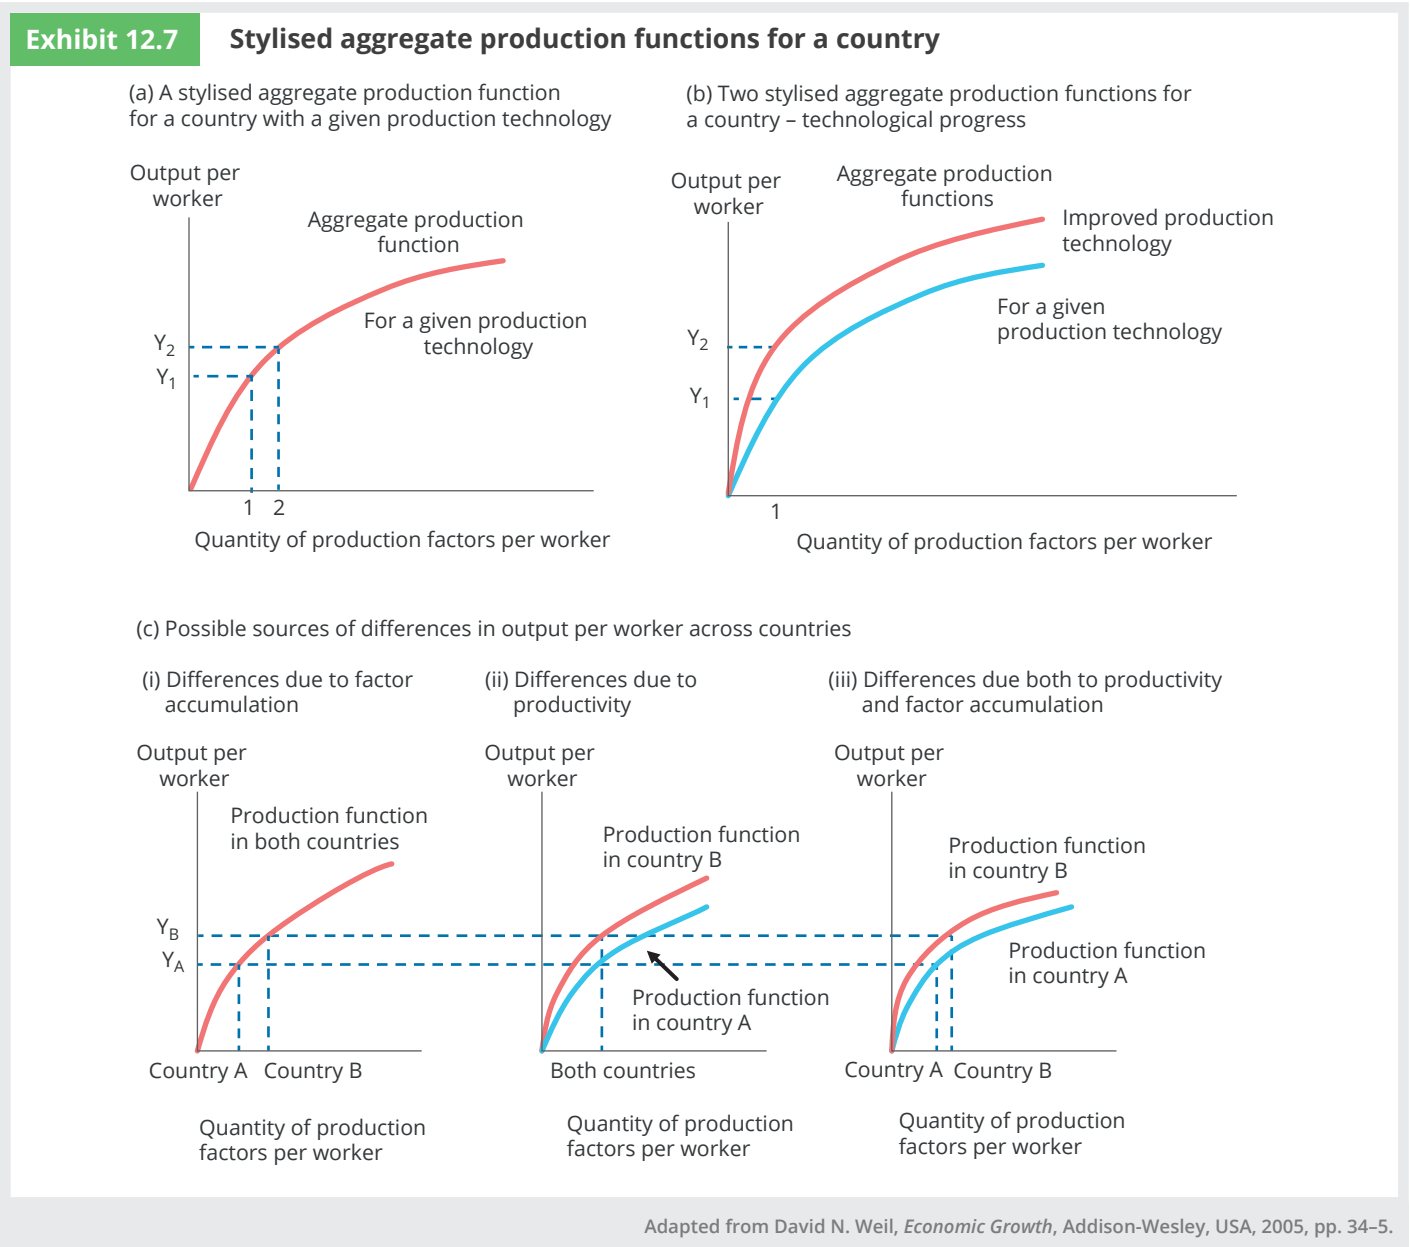 Exhibit 12.7
Stylised aggregate production functions for a country
(a) A stylised aggregate production function
for a country with a given production technology
Output per
worker
Aggregate production
function
For a given production
technology
Y2
Y1
1 2
Quantity of production factors per worker
(b) Two stylised aggregate production functions for
a country – technological progress
Output per
worker
Aggregate production
functions
Improved production
technology
For a given
production technology
Y2
Y1
1
Quantity of production factors per worker
(c) Possible sources of differences in output per worker across countries
(i) Differences due to factor
accumulation
Output per
worker
Production function
in both countries
YB
YA
Country A Country B
Quantity of production
factors per worker
(ii) Differences due to
productivity
Output per
worker
Production function
in country B
Production function
in country A
Both countries
Quantity of production
factors per worker
(iii) Differences due both to productivity
and factor accumulation
Output per
worker
Production function
in country B
Production function
in country A
Country A Country B
Quantity of production
factors per worker
Adapted from David N. Weil, Economic Growth, Addison-Wesley, USA, 2005, pp. 34–5.